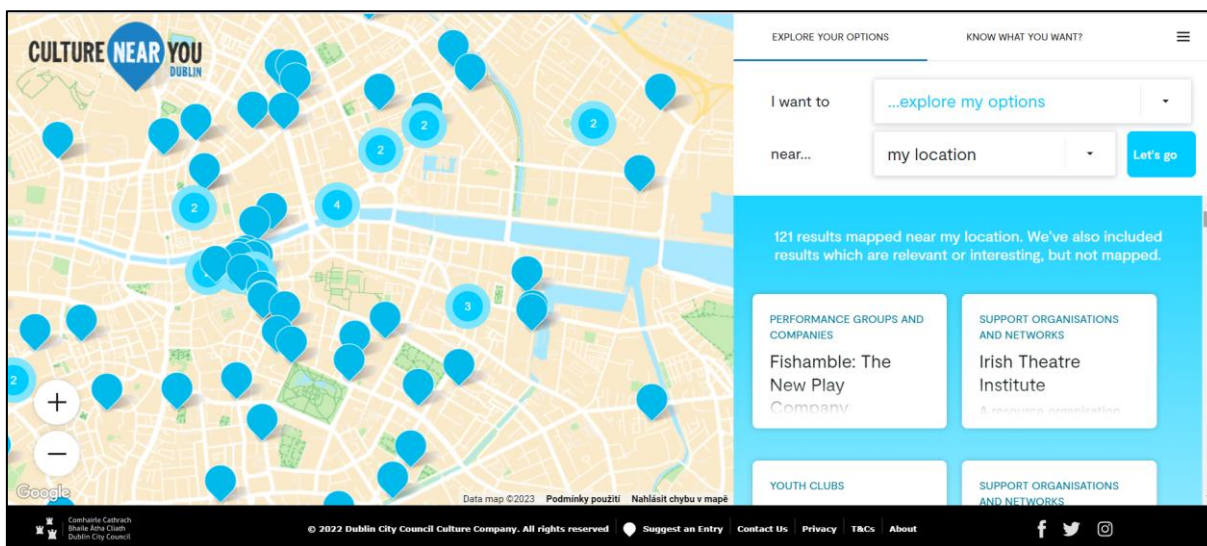 CULTURE NEAR YOU
DUBLIN
2
2
2
2
4
3
2
Google
Data map ©2023 Podmínky použití Nahlásit chybu v mapě
EXPLORE YOUR OPTIONS KNOW WHAT YOU WANT?
I want to ...explore my options
near... my location Let's go
121 results mapped near my location. We've also included
results which are relevant or interesting, but not mapped.
PERFORMANCE GROUPS AND
COMPANIES
Fishamble: The
New Play
Company
SUPPORT ORGANISATIONS
AND NETWORKS
Irish Theatre
Institute
A resource organisation
YOUTH CLUBS
SUPPORT ORGANISATIONS
AND NETWORKS
Comhairle Cathrach
Bhaile Átha Cliath
Dublin City Council
© 2022 Dublin City Council Culture Company. All rights reserved Suggest an Entry Contact Us Privacy T&Cs About